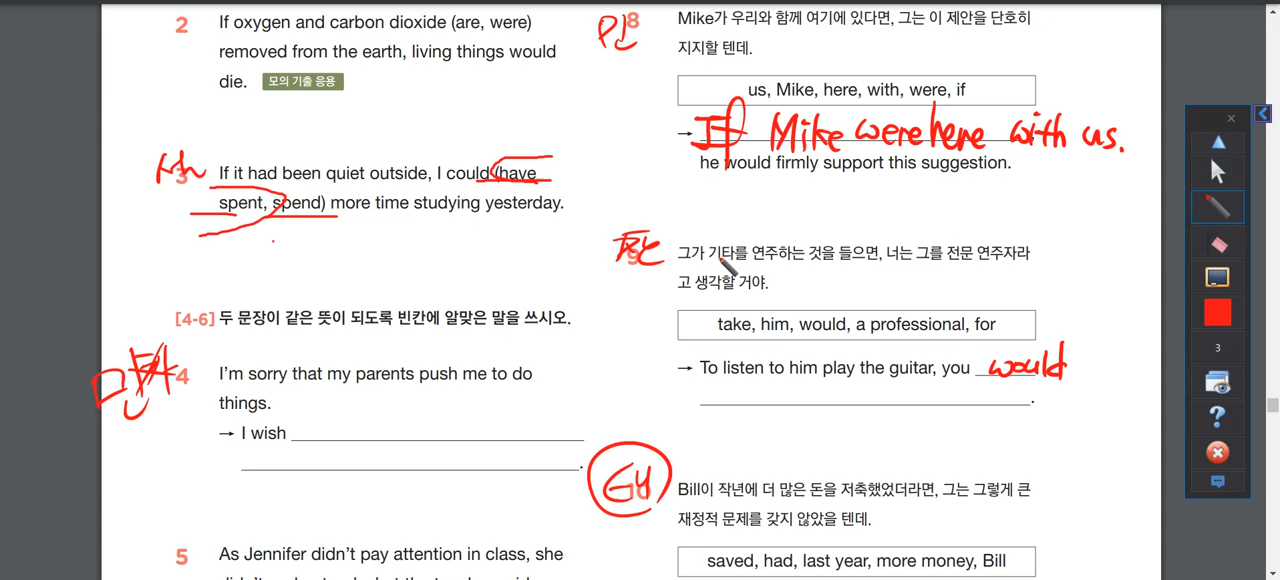 2 If oxygen and carbon dioxide (are, were)
removed from the earth, living things would
die. 모의 기출 응용
3 If it had been quiet outside, I could (have
spent, spend) more time studying yesterday.
[4-6] 두 문장이 같은 뜻이 되도록 빈칸에 알맞은 말을 쓰시오.
4 I'm sorry that my parents push me to do
things.
→ I wish
.
5 As Jennifer didn't pay attention in class, she
8 Mike가 우리와 함께 여기에 있다면, 그는 이 제안을 단호히
지지할 텐데.
us, Mike, here, with, were, if
→ If Mike were here with us.
he would firmly support this suggestion.
9 그가 기타를 연주하는 것을 들으면, 너는 그를 전문 연주자라
고 생각할 거야.
take, him, would, a professional, for
→ To listen to him play the guitar, you would
.
10 Bill이 작년에 더 많은 돈을 저축했었더라면, 그는 그렇게 큰
재정적 문제를 갖지 않았을 텐데.
saved, had, last year, more money, Bill
3